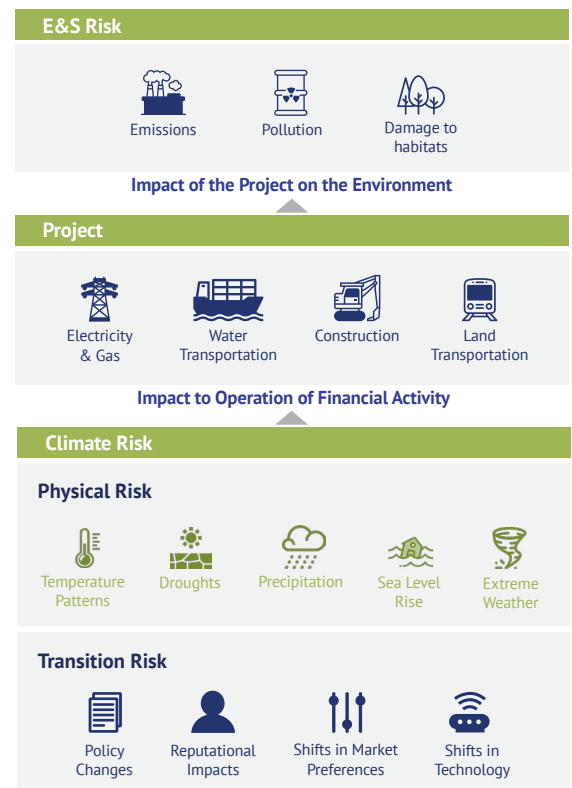 E&S Risk
Emissions
Pollution
Damage to
habitats
Impact of the Project on the Environment
Project
Electricity
& Gas
Water
Transportation
Construction
Land
Transportation
Impact to Operation of Financial Activity
Climate Risk
Physical Risk
Temperature
Patterns
Droughts
Precipitation
Sea Level
Rise
Extreme
Weather
Transition Risk
Policy
Changes
Reputational
Impacts
Shifts in Market
Preferences
Shifts in
Technology